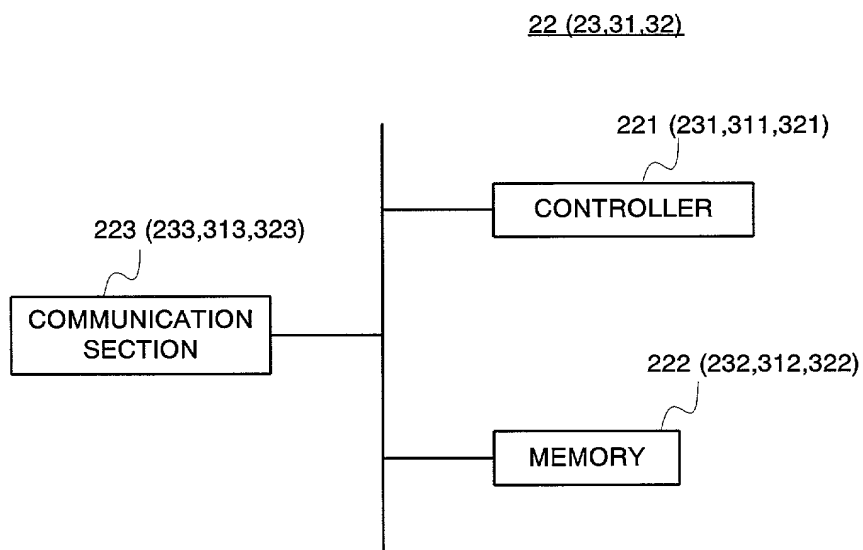 22 (23,31,32)
221 (231,311,321)
CONTROLLER
223 (233,313,323)
COMMUNICATION
SECTION
222 (232,312,322)
MEMORY